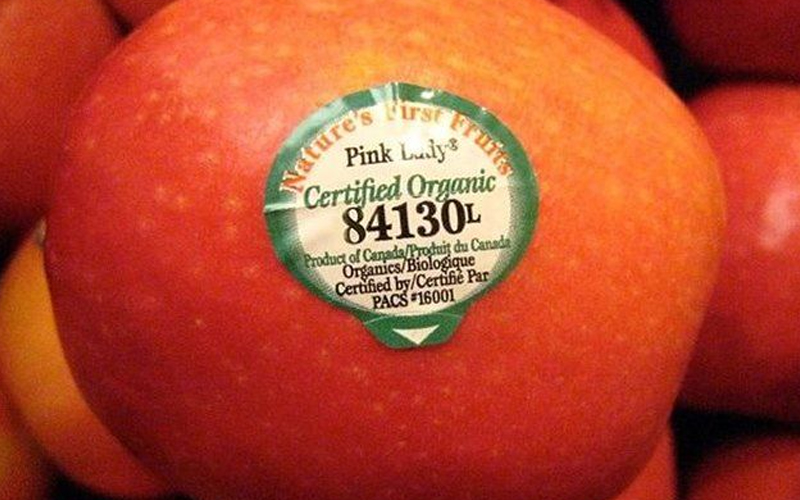 Nature's First Fruits
Pink Lady®
Certified Organic
84130L
Product of Canada/Produit du Canada
Organics/Biologique
Certified by/Certifié Par
PACS #16001